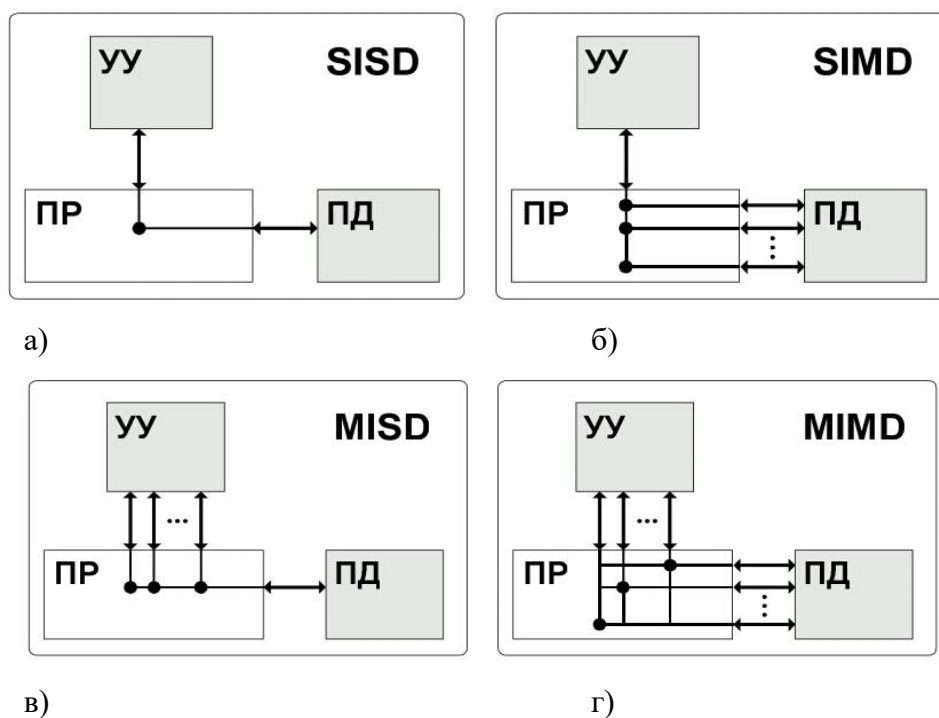 УУ SISD
ПР ПД
УУ SIMD
ПР ПД
а) б)
УУ MISD
ПР ПД
УУ MIMD
ПР ПД
в) г)